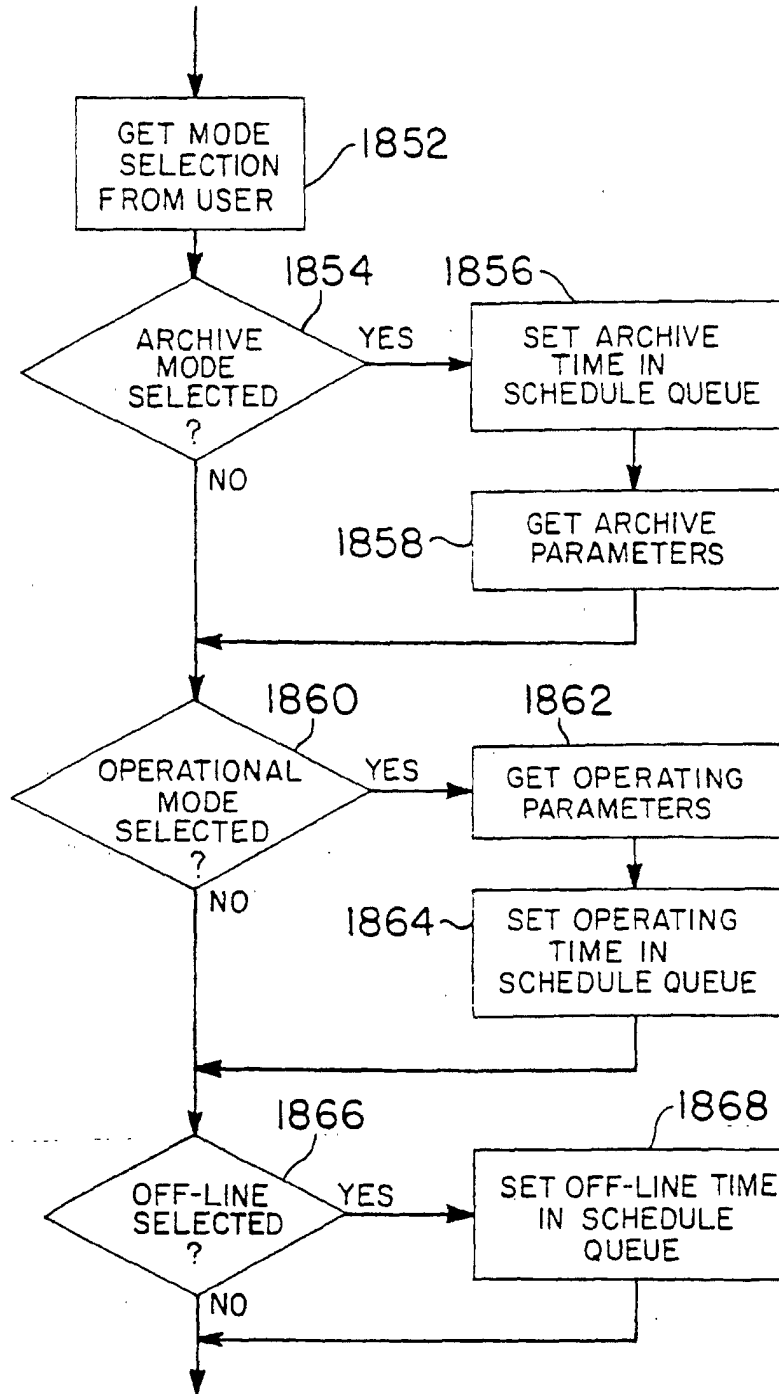 GET MODE
SELECTION
FROM USER
1852
1854
ARCHIVE
MODE
SELECTED
?
YES
NO
1856
SET ARCHIVE
TIME IN
SCHEDULE QUEUE
1858
GET ARCHIVE
PARAMETERS
1860
OPERATIONAL
MODE
SELECTED
?
YES
NO
1862
GET OPERATING
PARAMETERS
1864
SET OPERATING
TIME IN
SCHEDULE QUEUE
1866
OFF-LINE
SELECTED
?
YES
NO
1868
SET OFF-LINE TIME
IN SCHEDULE
QUEUE